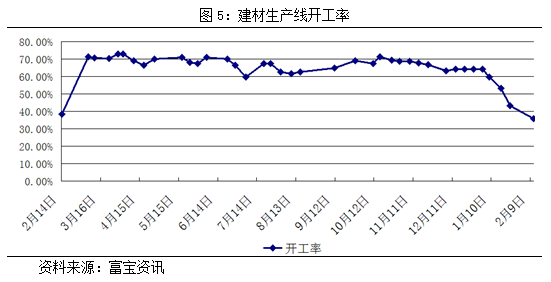 图 5：建材生产线开工率
80.00%
70.00%
60.00%
50.00%
40.00%
30.00%
20.00%
10.00%
0.00%
2月14日
3月16日
4月15日
5月15日
6月14日
7月14日
8月13日
9月12日
10月12日
11月11日
12月11日
1月10日
2月9日
开工率
资料来源：富宝资讯